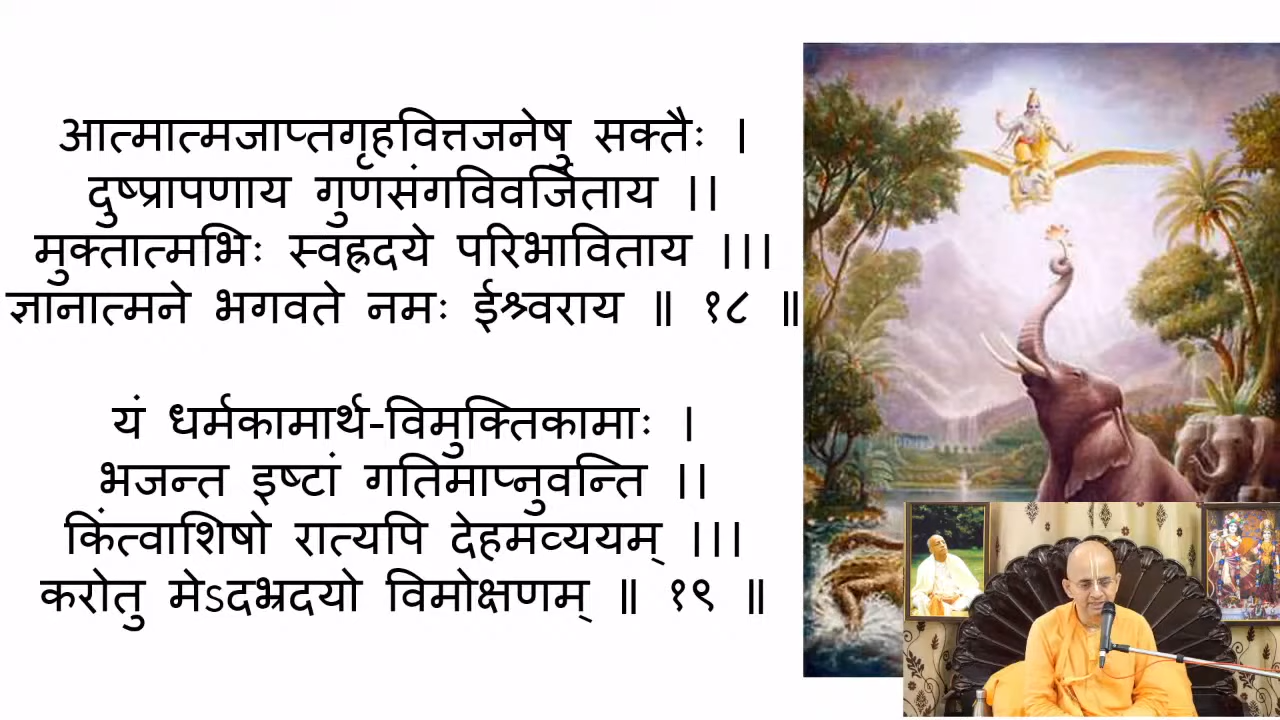 आत्मात्मजाप्तगृहवित्तजनेषु सक्तैः ।
दुष्प्रापणाय गुणसंगविवर्जिताय ।।
मुक्तात्मभिः स्वह्रदये परिभाविताय ।।।
ज्ञानात्मने भगवते नमः ईश्र्वराय ॥ १८ ॥
यं धर्मकामार्थ-विमुक्तिकामाः ।
भजन्त इष्टां गतिमाप्नुवन्ति ।।
किंत्वाशिषो रात्यपि देहमव्ययम् ।।।
करोतु मेऽदभ्रदयो विमोक्षणम् ॥ १९ ॥